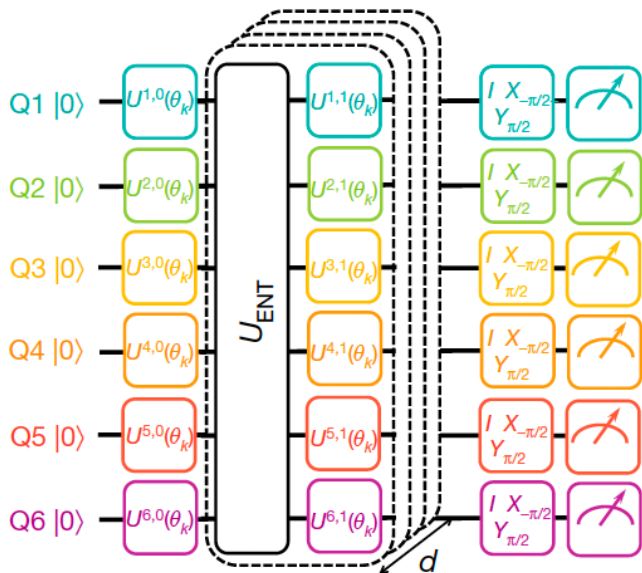 Q1 |0⟩ U^{1,0}(θ_k) U^{1,1}(θ_k) I X_{-π/2} Y_{π/2}
Q2 |0⟩ U^{2,0}(θ_k) U^{2,1}(θ_k) I X_{-π/2} Y_{π/2}
Q3 |0⟩ U^{3,0}(θ_k) U^{3,1}(θ_k) I X_{-π/2} Y_{π/2}
U_{ENT}
Q4 |0⟩ U^{4,0}(θ_k) U^{4,1}(θ_k) I X_{-π/2} Y_{π/2}
Q5 |0⟩ U^{5,0}(θ_k) U^{5,1}(θ_k) I X_{-π/2} Y_{π/2}
Q6 |0⟩ U^{6,0}(θ_k) U^{6,1}(θ_k) I X_{-π/2} Y_{π/2}
d